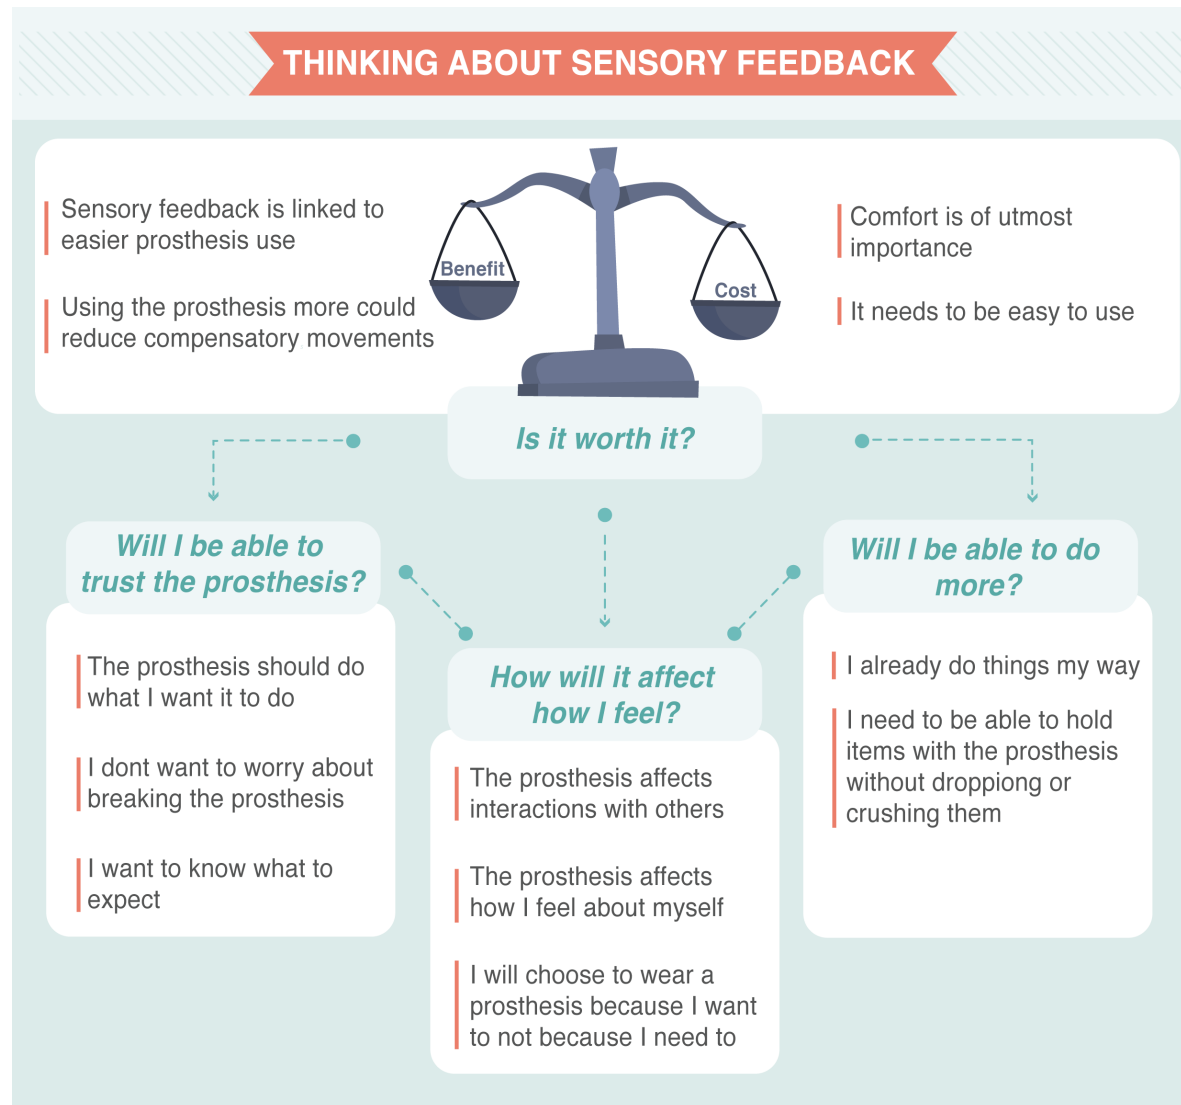 THINKING ABOUT SENSORY FEEDBACK
Sensory feedback is linked to
easier prosthesis use
Using the prosthesis more could
reduce compensatory movements
Benefit
Cost
Comfort is of utmost
importance
It needs to be easy to use
Is it worth it?
Will I be able to
trust the prosthesis?
The prosthesis should do
what I want it to do
I dont want to worry about
breaking the prosthesis
I want to know what to
expect
How will it affect
how I feel?
The prosthesis affects
interactions with others
The prosthesis affects
how I feel about myself
I will choose to wear a
prosthesis because I want
to not because I need to
Will I be able to do
more?
I already do things my way
I need to be able to hold
items with the prosthesis
without droppiong or
crushing them